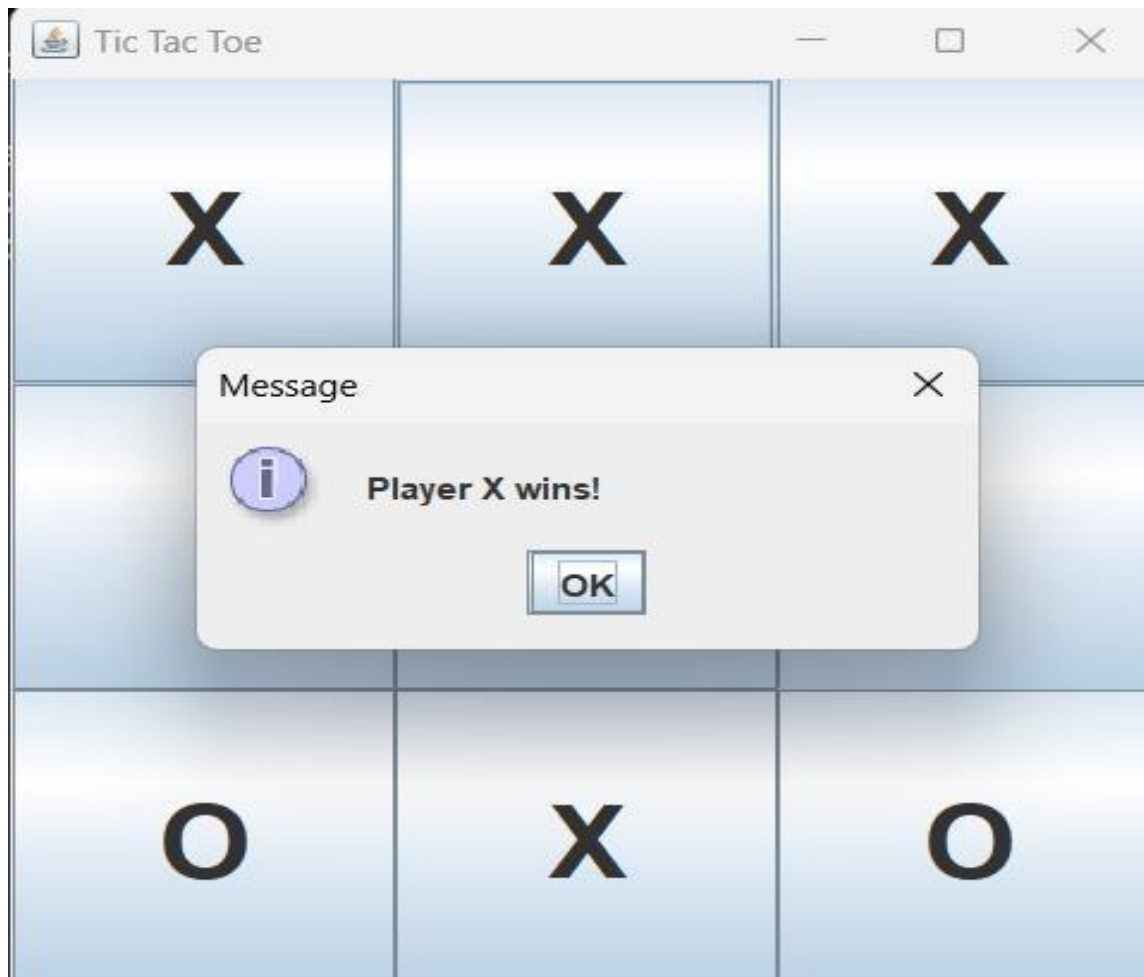 Tic Tac Toe
X X X
Message
Player X wins!
OK
O X O